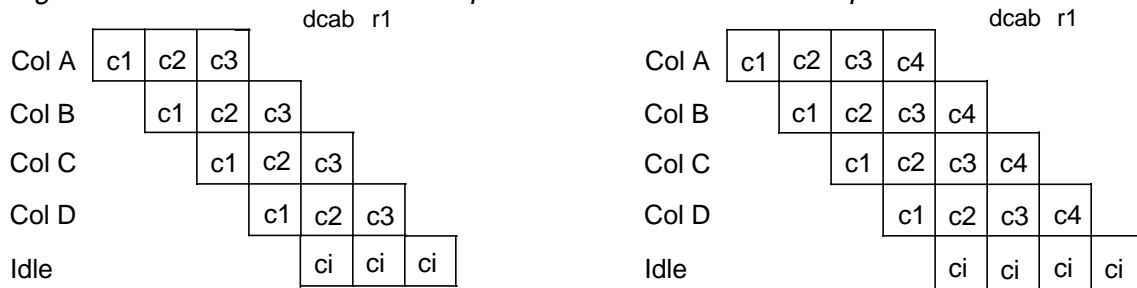 dcab r1 dcab r1
Col A c1 c2 c3 Col A c1 c2 c3 c4
Col B c1 c2 c3 Col B c1 c2 c3 c4
Col C c1 c2 c3 Col C c1 c2 c3 c4
Col D c1 c2 c3 Col D c1 c2 c3 c4
Idle ci ci ci Idle ci ci ci ci